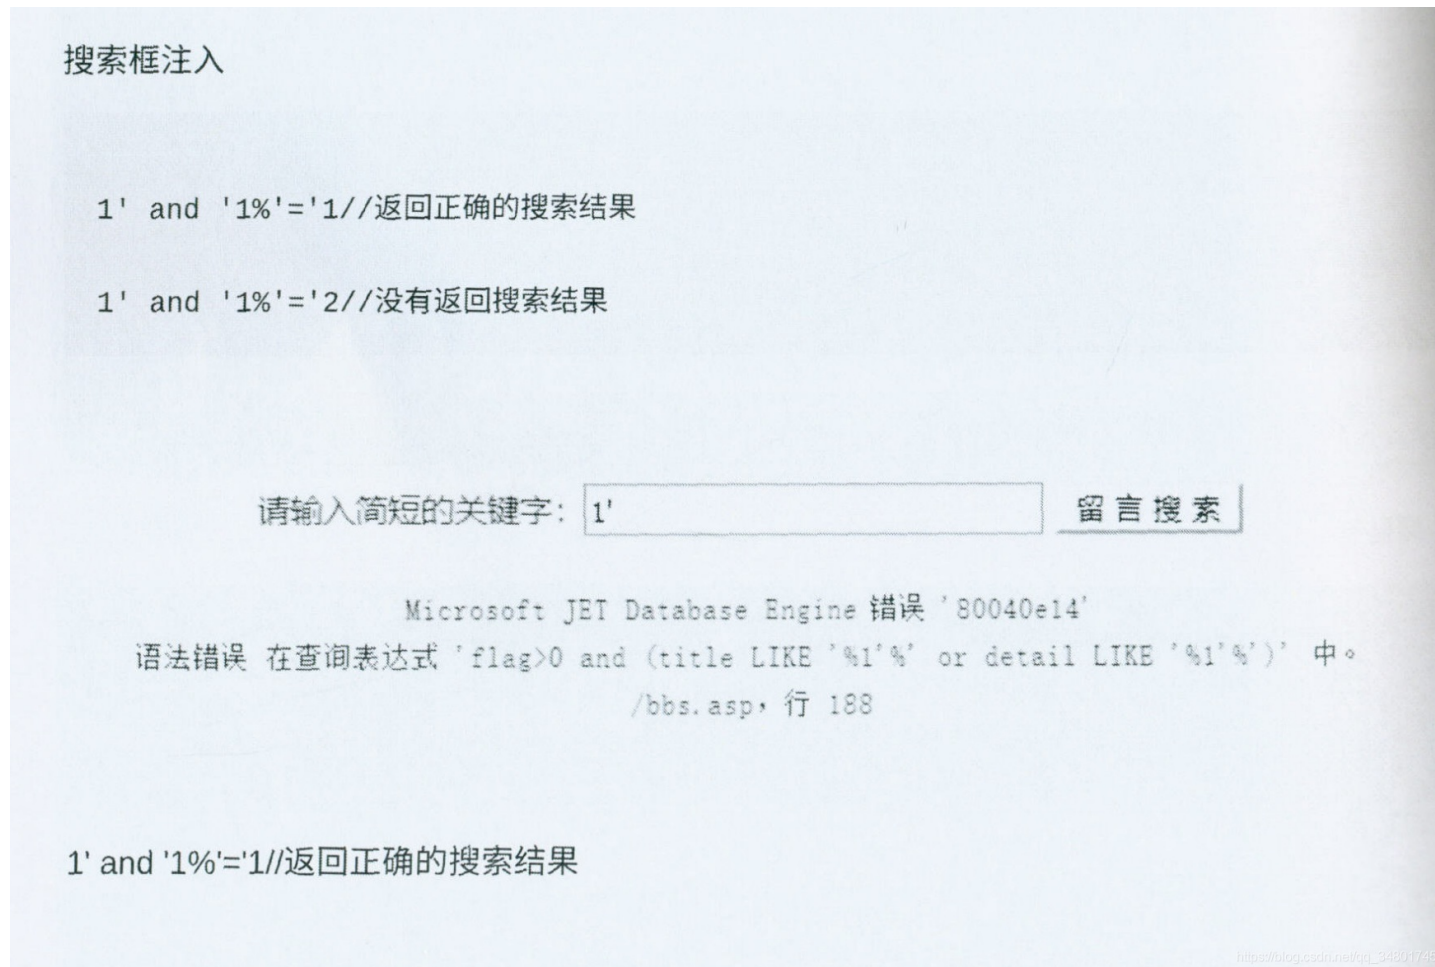 搜索框注入
1' and '1%'='1//返回正确的搜索结果
1' and '1%'='2//没有返回搜索结果
请输入简短的关键字： 1' 留言搜索
Microsoft JET Database Engine 错误 '80040e14'
语法错误 在查询表达式 'flag>0 and (title LIKE '%1'%' or detail LIKE '%1'%')' 中。
/bbs.asp，行 188
1' and '1%'='1//返回正确的搜索结果